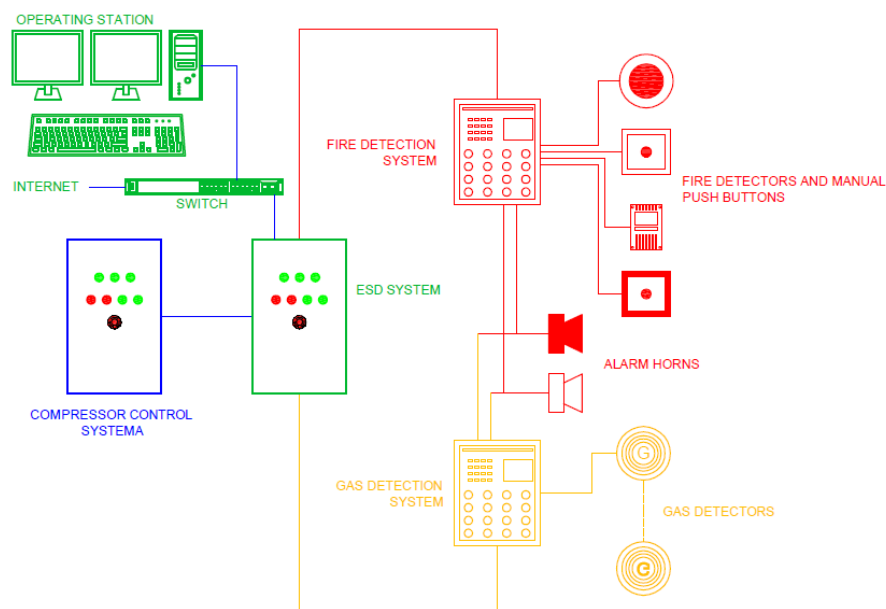 OPERATING STATION
FIRE DETECTION
SYSTEM
FIRE DETECTORS AND MANUAL
PUSH BUTTONS
INTERNET
SWITCH
ESD SYSTEM
ALARM HORNS
COMPRESSOR CONTROL
SYSTEMA
GAS DETECTION
SYSTEM
G
GAS DETECTORS
G